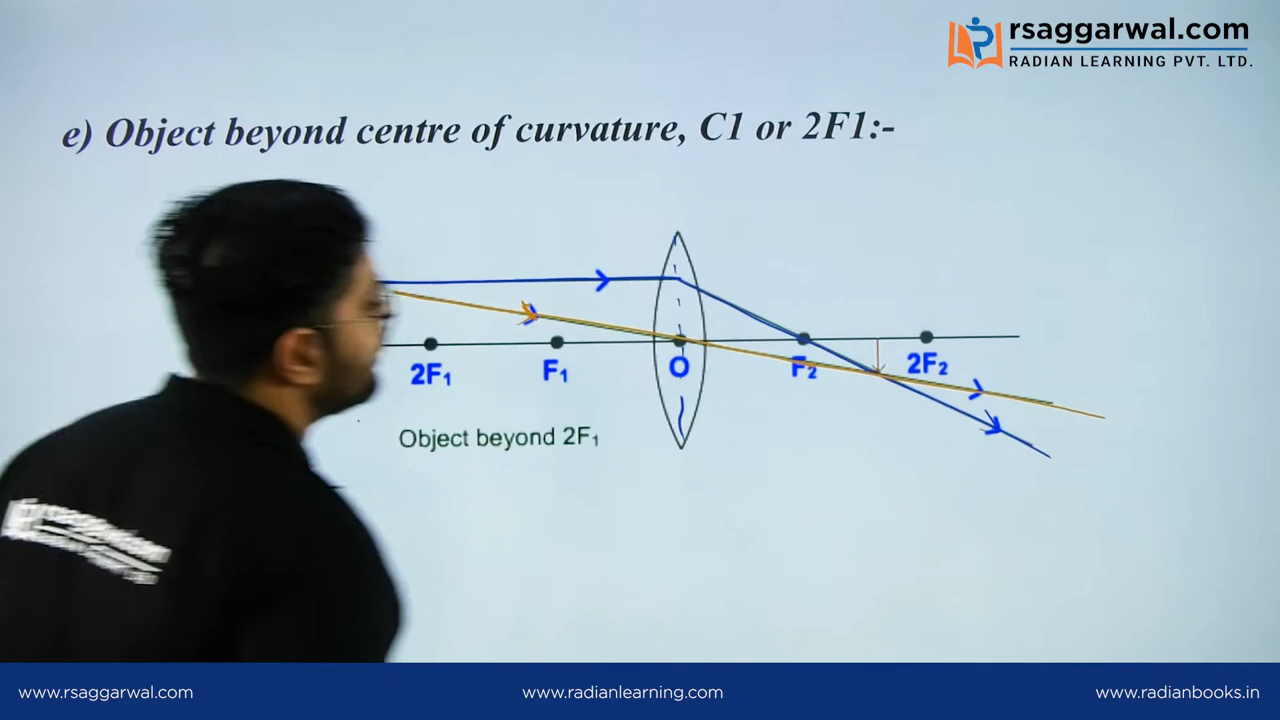 rsaggarwal.com
RADIAN LEARNING PVT. LTD.
e) Object beyond centre of curvature, C1 or 2F1:-
2F₁
F₁
O
F₂
2F₂
Object beyond 2F₁
www.rsaggarwal.com
www.radianlearning.com
www.radianbooks.in